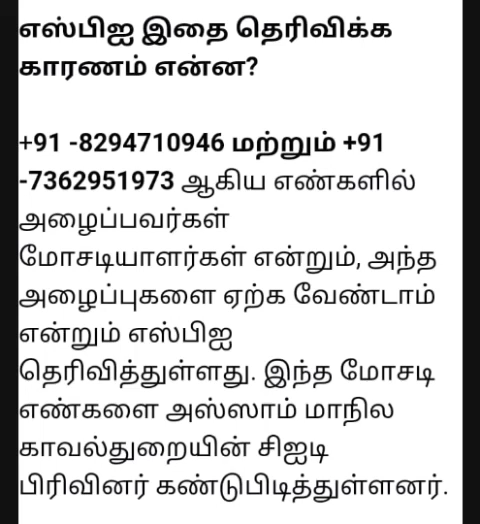 எஸ்பிஐ இதை தெரிவிக்க
காரணம் என்ன?
+91 -8294710946 மற்றும் +91
-7362951973 ஆகிய எண்களில்
அழைப்பவர்கள்
மோசடியாளர்கள் என்றும், அந்த
அழைப்புகளை ஏற்க வேண்டாம்
என்றும் எஸ்பிஐ
தெரிவித்துள்ளது. இந்த மோசடி
எண்களை அஸ்ஸாம் மாநில
காவல்துறையின் சிஐடி
பிரிவினர் கண்டுபிடித்துள்ளனர்.